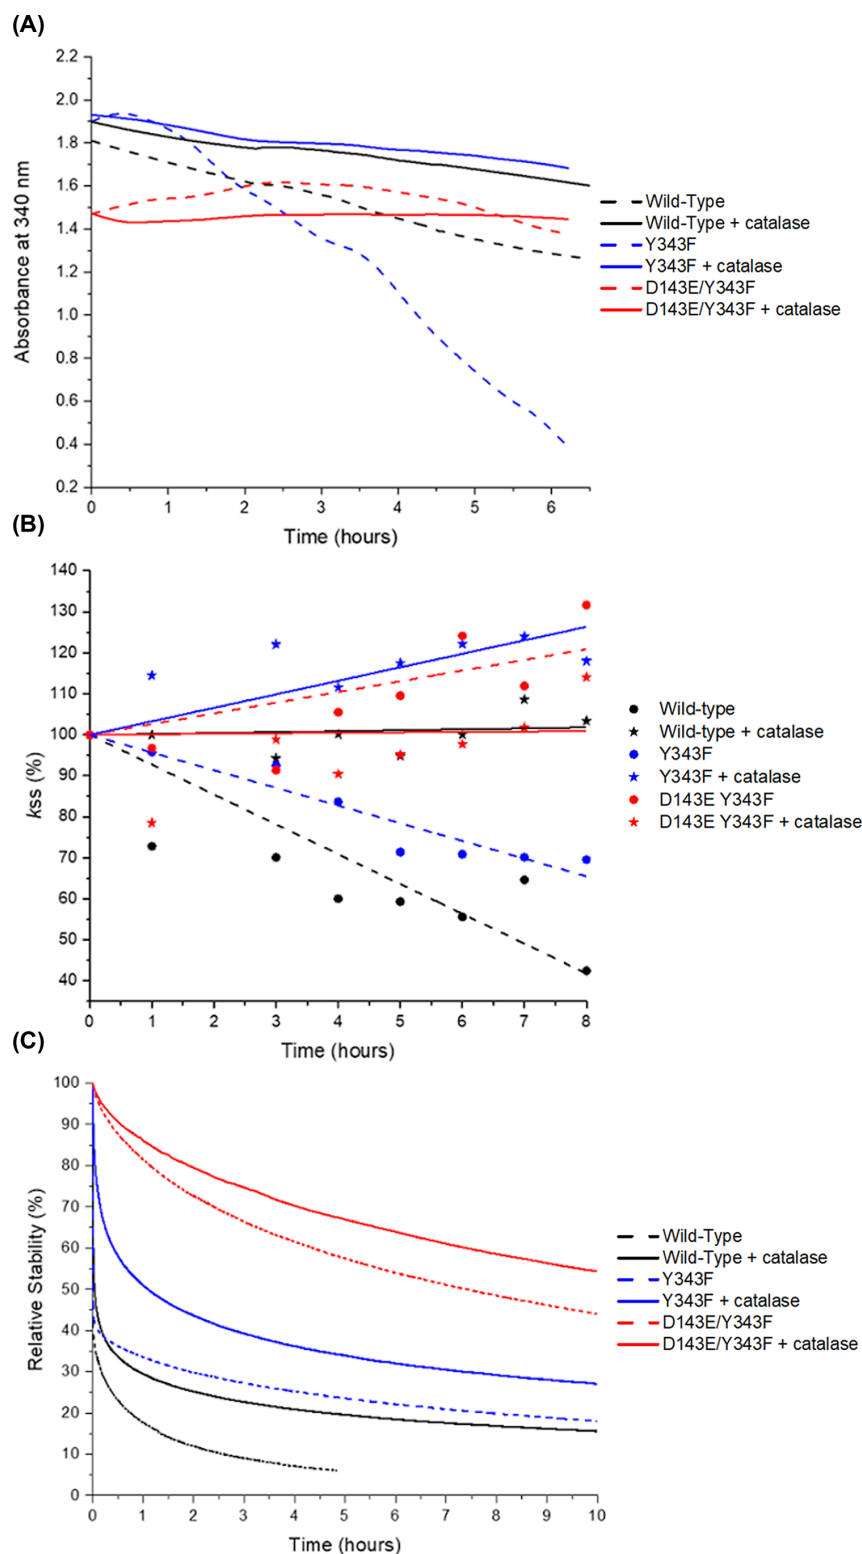 (A)
2.2
2.0
1.8
1.6
1.4
1.2
1.0
0.8
0.6
0.4
0.2
Absorbance at 340 nm
0 1 2 3 4 5 6
Time (hours)
Wild-Type
Wild-Type + catalase
Y343F
Y343F + catalase
D143E/Y343F
D143E/Y343F + catalase
(B)
140
130
120
110
100
90
80
70
60
50
40
kss (%)
0 1 2 3 4 5 6 7 8
Time (hours)
Wild-type
Wild-type + catalase
Y343F
Y343F + catalase
D143E Y343F
D143E Y343F + catalase
(C)
100
90
80
70
60
50
40
30
20
10
0
Relative Stability (%)
0 1 2 3 4 5 6 7 8 9 10
Time (hours)
Wild-Type
Wild-Type + catalase
Y343F
Y343F + catalase
D143E/Y343F
D143E/Y343F + catalase